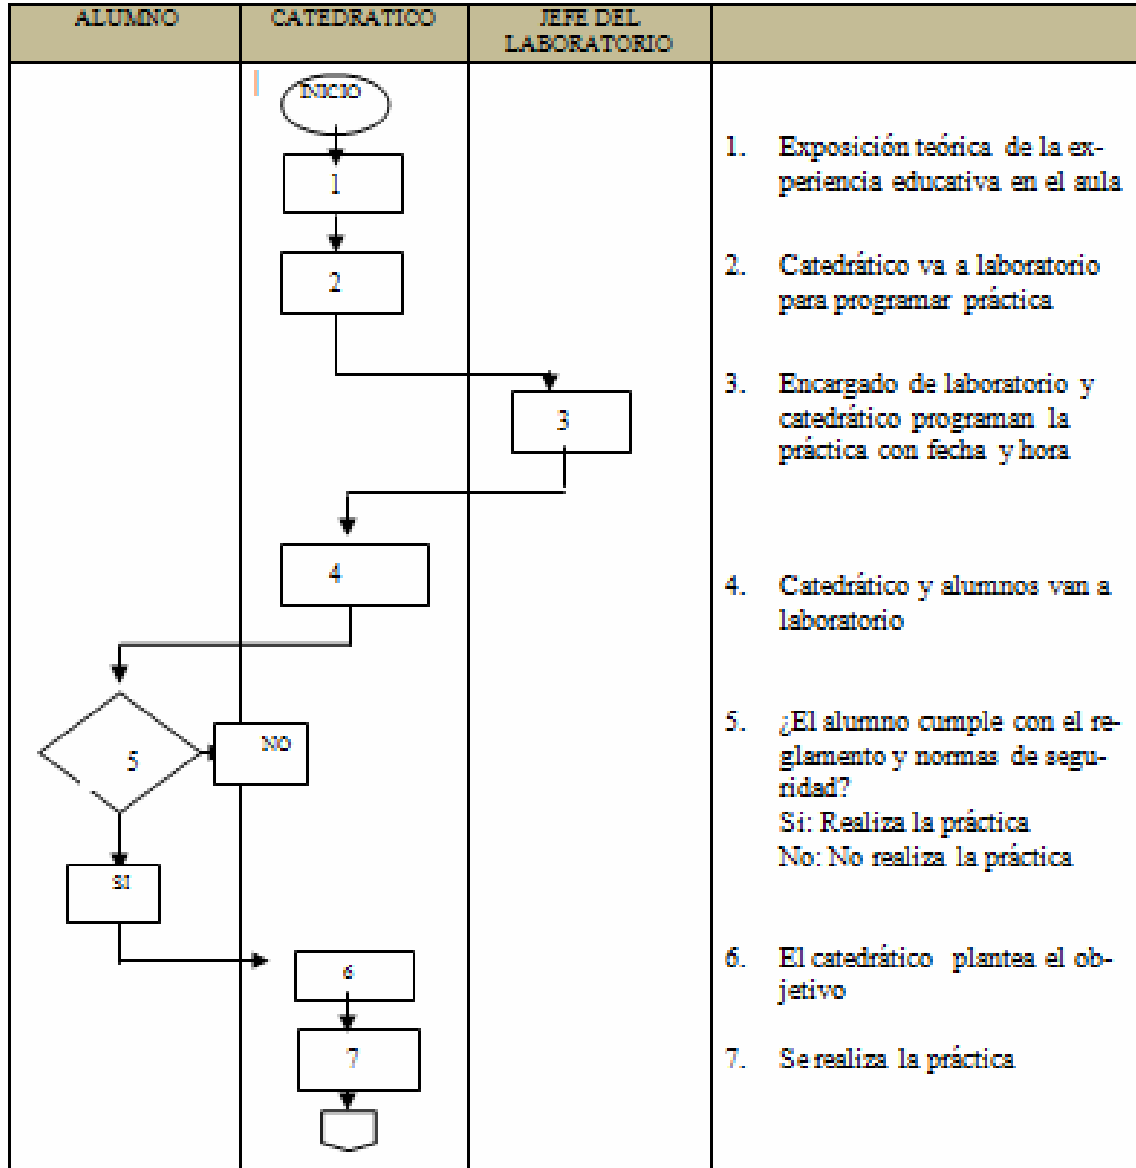 ALUMNO
CATEDRATICO
JEFE DEL
LABORATORIO
INICIO
1
2
3
4
5
NO
SI
6
7
1. Exposición teórica de la ex-
periencia educativa en el aula
2. Catedrático va a laboratorio
para programar práctica
3. Encargado de laboratorio y
catedrático programan la
práctica con fecha y hora
4. Catedrático y alumnos van a
laboratorio
5. ¿El alumno cumple con el re-
glamento y normas de segu-
ridad?
Si: Realiza la práctica
No: No realiza la práctica
6. El catedrático plantea el ob-
jetivo
7. Se realiza la práctica